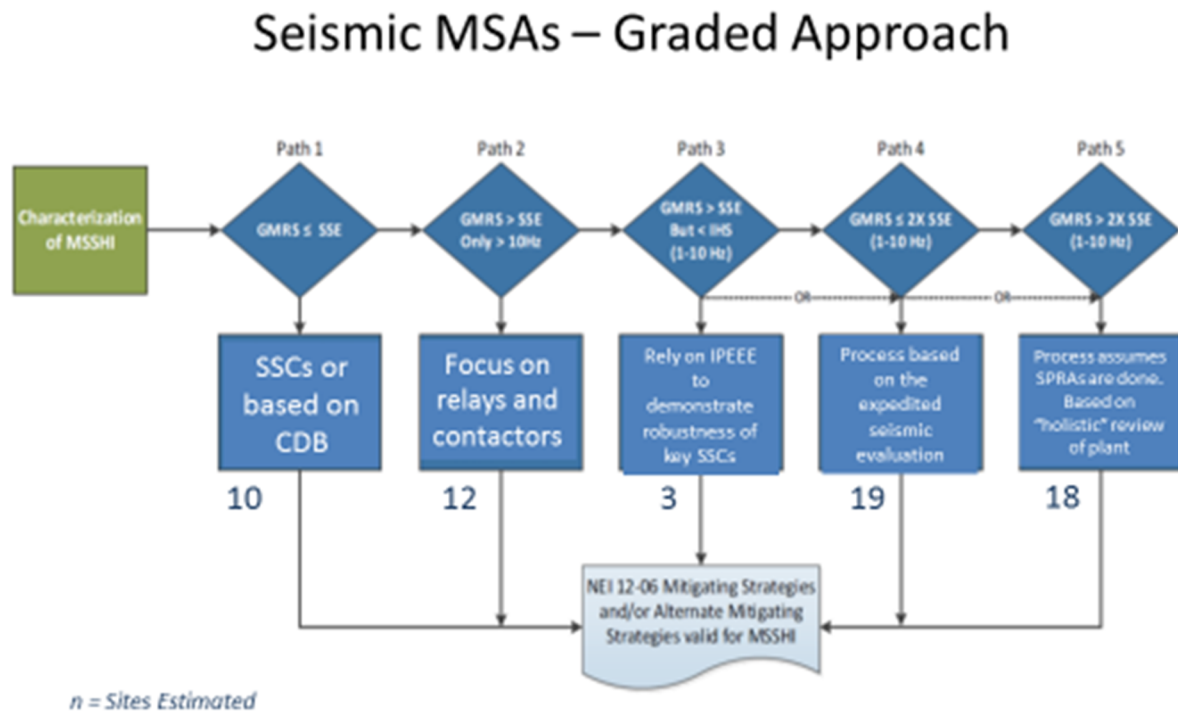 Seismic MSAs – Graded Approach
Path 1
Path 2
Path 3
Path 4
Path 5
Characterization
of MSSHI
GMRS ≤ SSE
GMRS > SSE
Only > 10Hz
GMRS > SSE
But < IHS
(1-10 Hz)
GMRS ≤ 2X SSE
(1-10 Hz)
GMRS > 2X SSE
(1-10 Hz)
OR
OR
SSCs or
based on
CDB
Focus on
relays and
contactors
Rely on IPEEE
to
demonstrate
robustness of
key SSCs
Process based
on the
expedited
seismic
evaluation
Process assumes
SPRAs are done.
Based on
“holistic” review
of plant
10
12
3
19
18
NEI 12-06 Mitigating Strategies
and/or Alternate Mitigating
Strategies valid for MSSHI
n = Sites Estimated